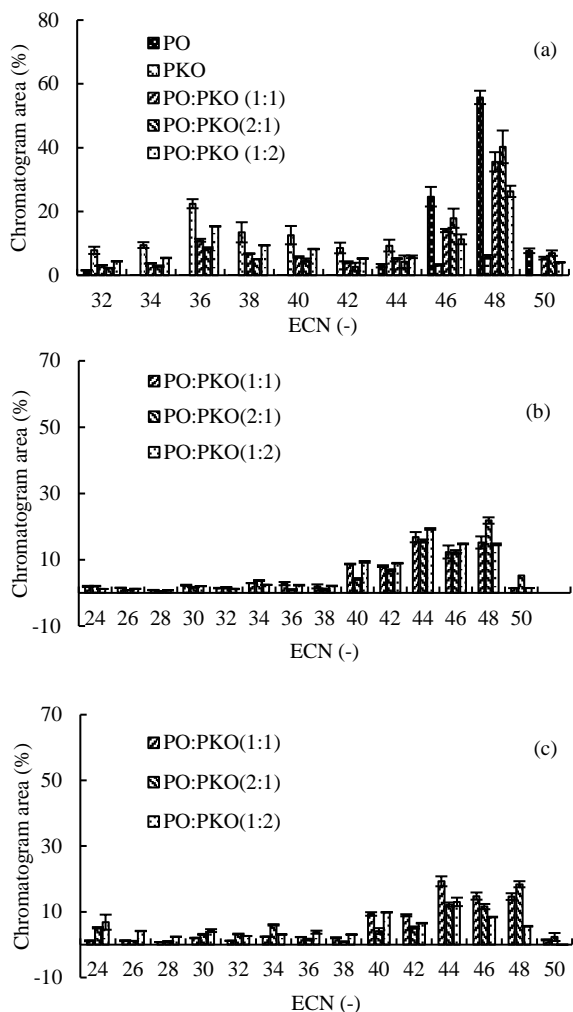 (a)
PO
PKO
PO:PKO (1:1)
PO:PKO(2:1)
PO:PKO (1:2)
Chromatogram area (%)
80
60
40
20
0
32 34 36 38 40 42 44 46 48 50
ECN (-)
(b)
PO:PKO(1:1)
PO:PKO(2:1)
PO:PKO(1:2)
Chromatogram area (%)
70
50
30
10
-10
24 26 28 30 32 34 36 38 40 42 44 46 48 50
ECN (-)
(c)
PO:PKO(1:1)
PO:PKO(2:1)
PO:PKO(1:2)
Chromatogram area (%)
70
50
30
10
-10
24 26 28 30 32 34 36 38 40 42 44 46 48 50
ECN (-)